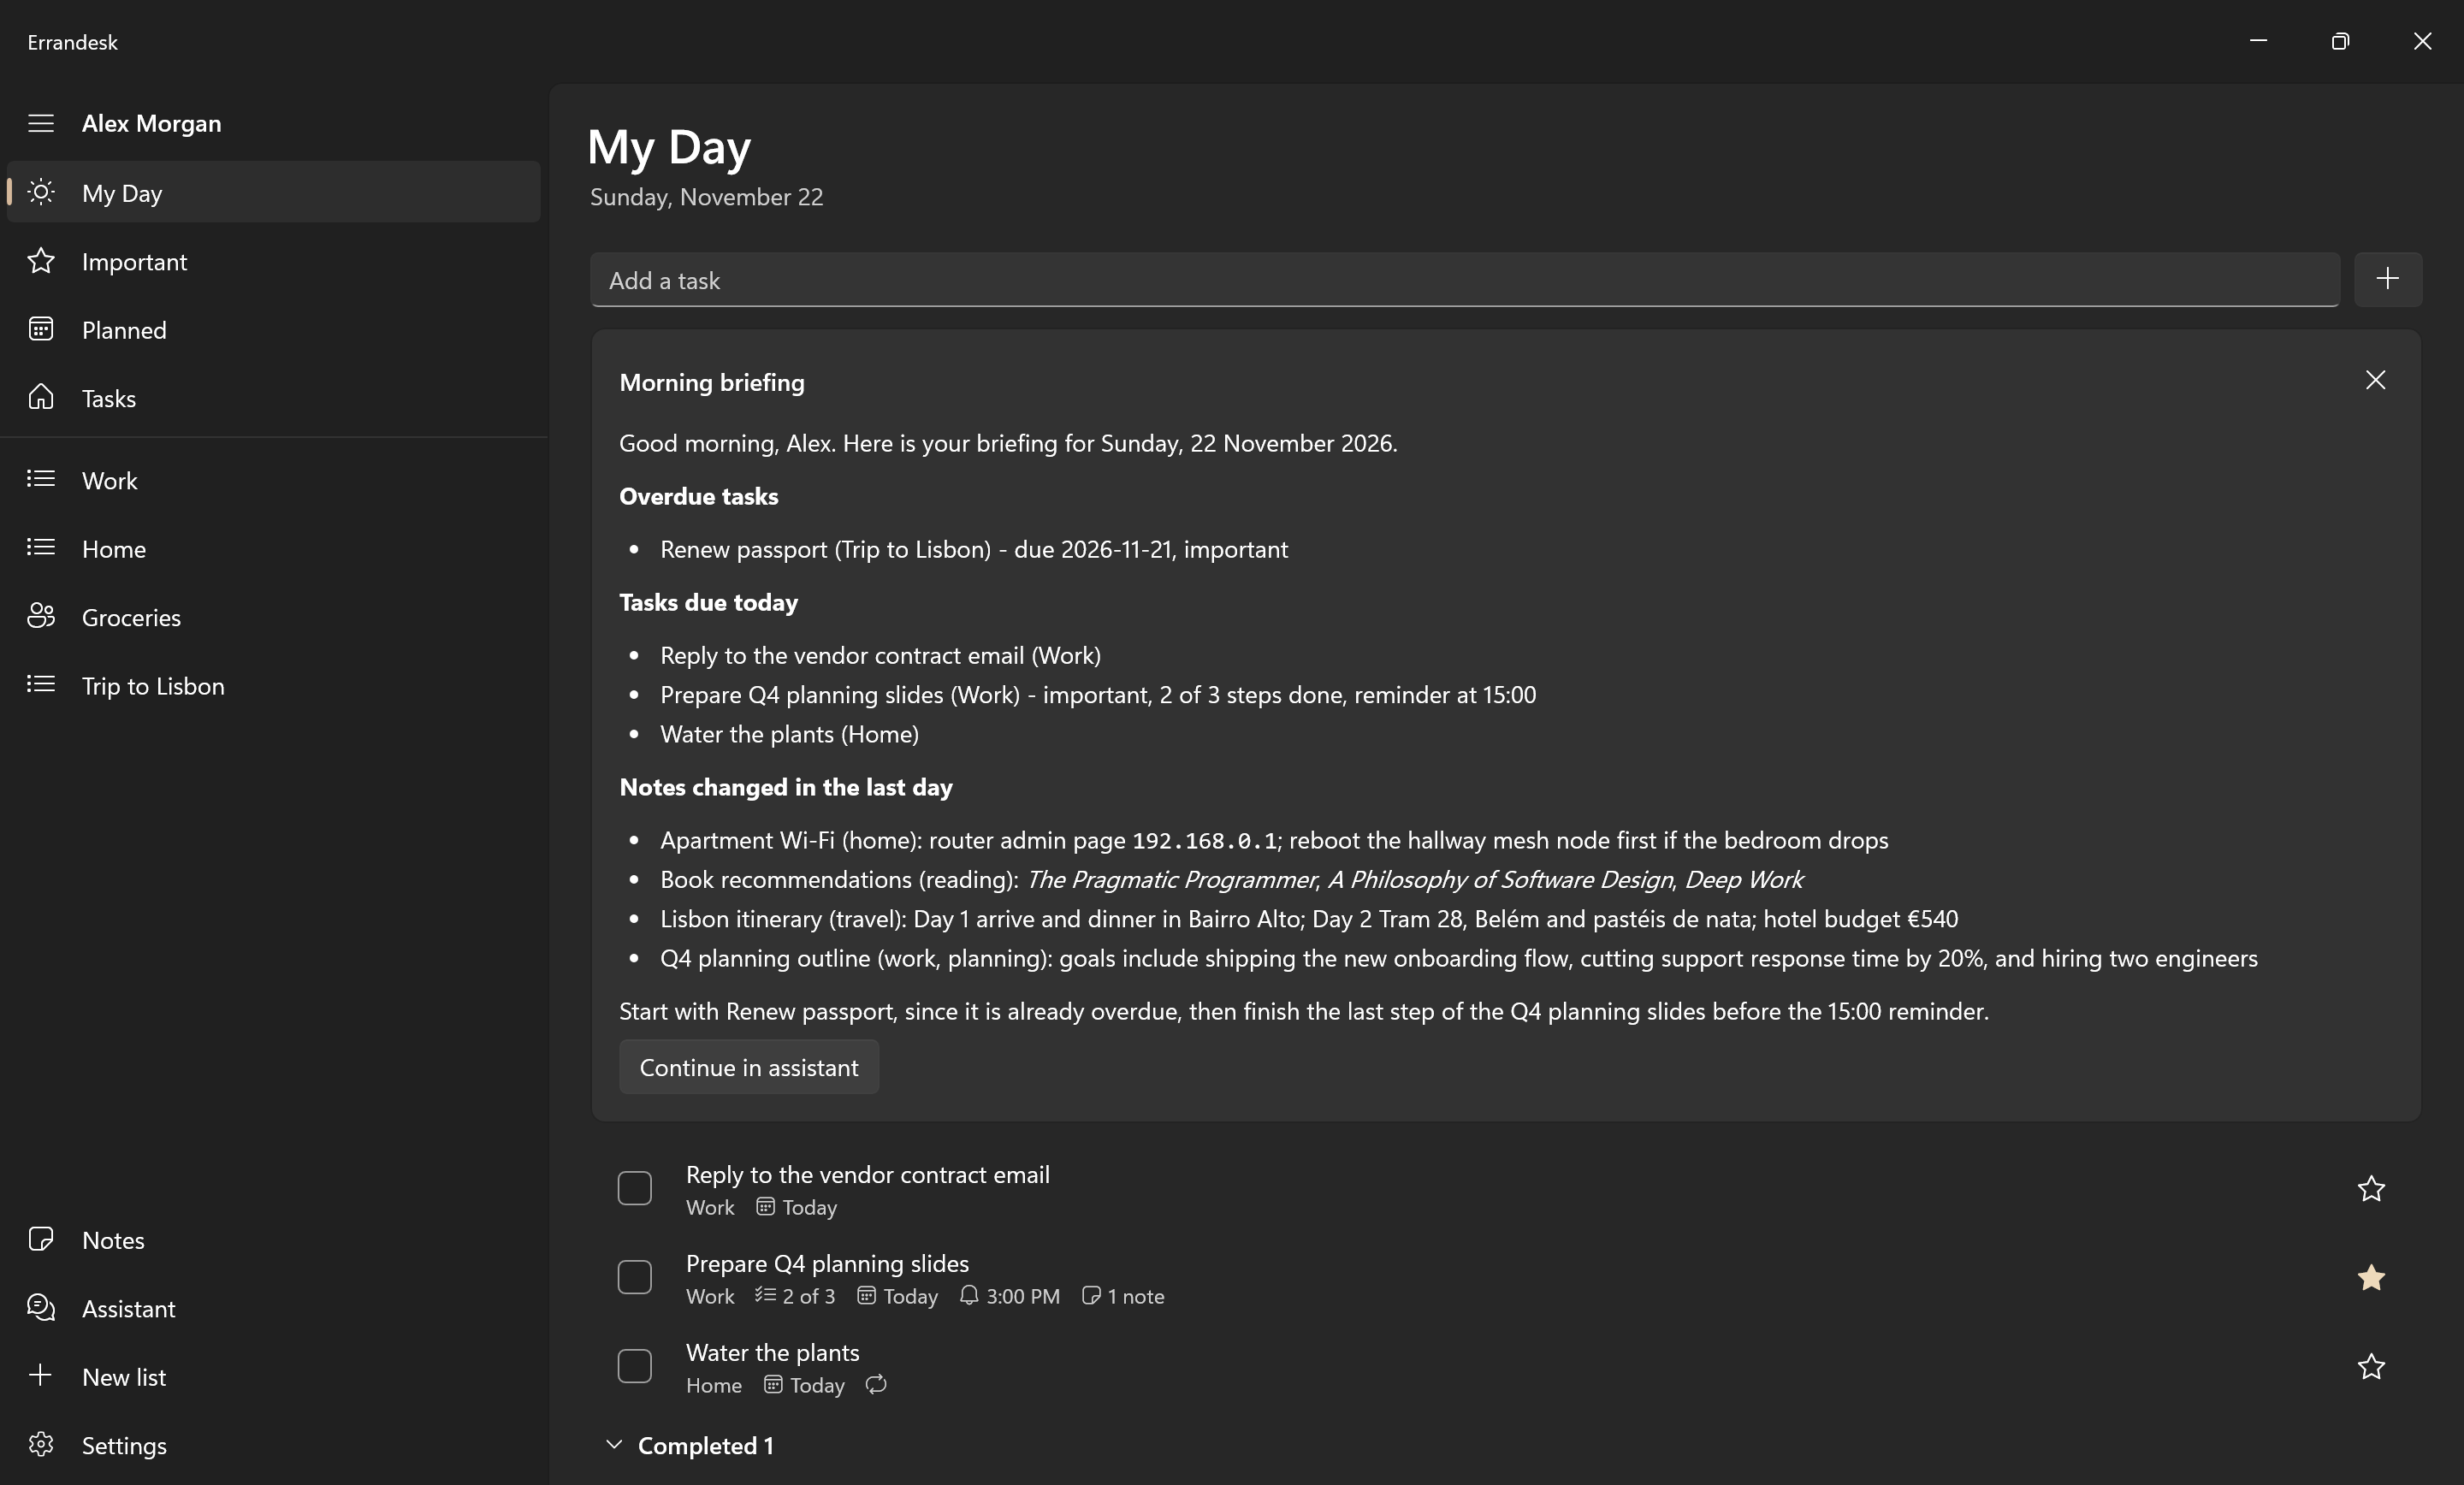 Errandesk
Alex Morgan
My Day
Important
Planned
Tasks
Work
Home
Groceries
Trip to Lisbon
Notes
Assistant
New list
Settings
My Day
Sunday, November 22
Add a task
Morning briefing
Good morning, Alex. Here is your briefing for Sunday, 22 November 2026.
Overdue tasks
• Renew passport (Trip to Lisbon) - due 2026-11-21, important
Tasks due today
• Reply to the vendor contract email (Work)
• Prepare Q4 planning slides (Work) - important, 2 of 3 steps done, reminder at 15:00
• Water the plants (Home)
Notes changed in the last day
• Apartment Wi-Fi (home): router admin page 192.168.0.1; reboot the hallway mesh node first if the bedroom drops
• Book recommendations (reading): The Pragmatic Programmer, A Philosophy of Software Design, Deep Work
• Lisbon itinerary (travel): Day 1 arrive and dinner in Bairro Alto; Day 2 Tram 28, Belém and pastéis de nata; hotel budget €540
• Q4 planning outline (work, planning): goals include shipping the new onboarding flow, cutting support response time by 20%, and hiring two engineers
Start with Renew passport, since it is already overdue, then finish the last step of the Q4 planning slides before the 15:00 reminder.
Continue in assistant
Reply to the vendor contract email
Work Today
Prepare Q4 planning slides
Work 2 of 3 Today 3:00 PM 1 note
Water the plants
Home Today
Completed 1